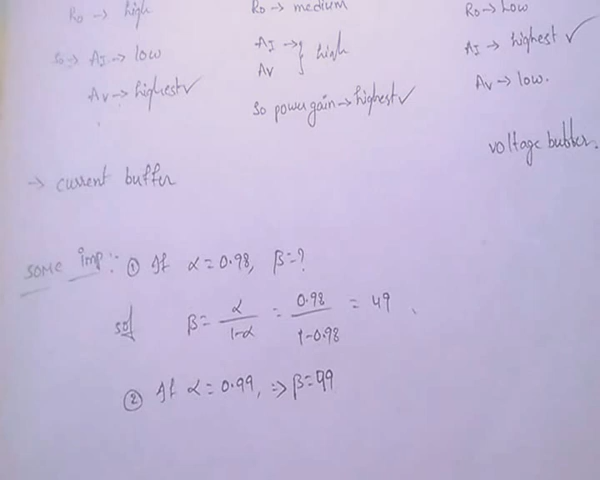 Ro → high
so → AI → low
Av → highest ✓
→ current buffer
Ro → medium
AI → } high
Av
so power gain → highest ✓
Ro → low
AI → highest ✓
Av → low.
voltage buffer.
SOME imp:- ① If α = 0.98, β = ?
sol β = α/1-α = 0.98/1-0.98 = 49
② If α = 0.99, => β = 99